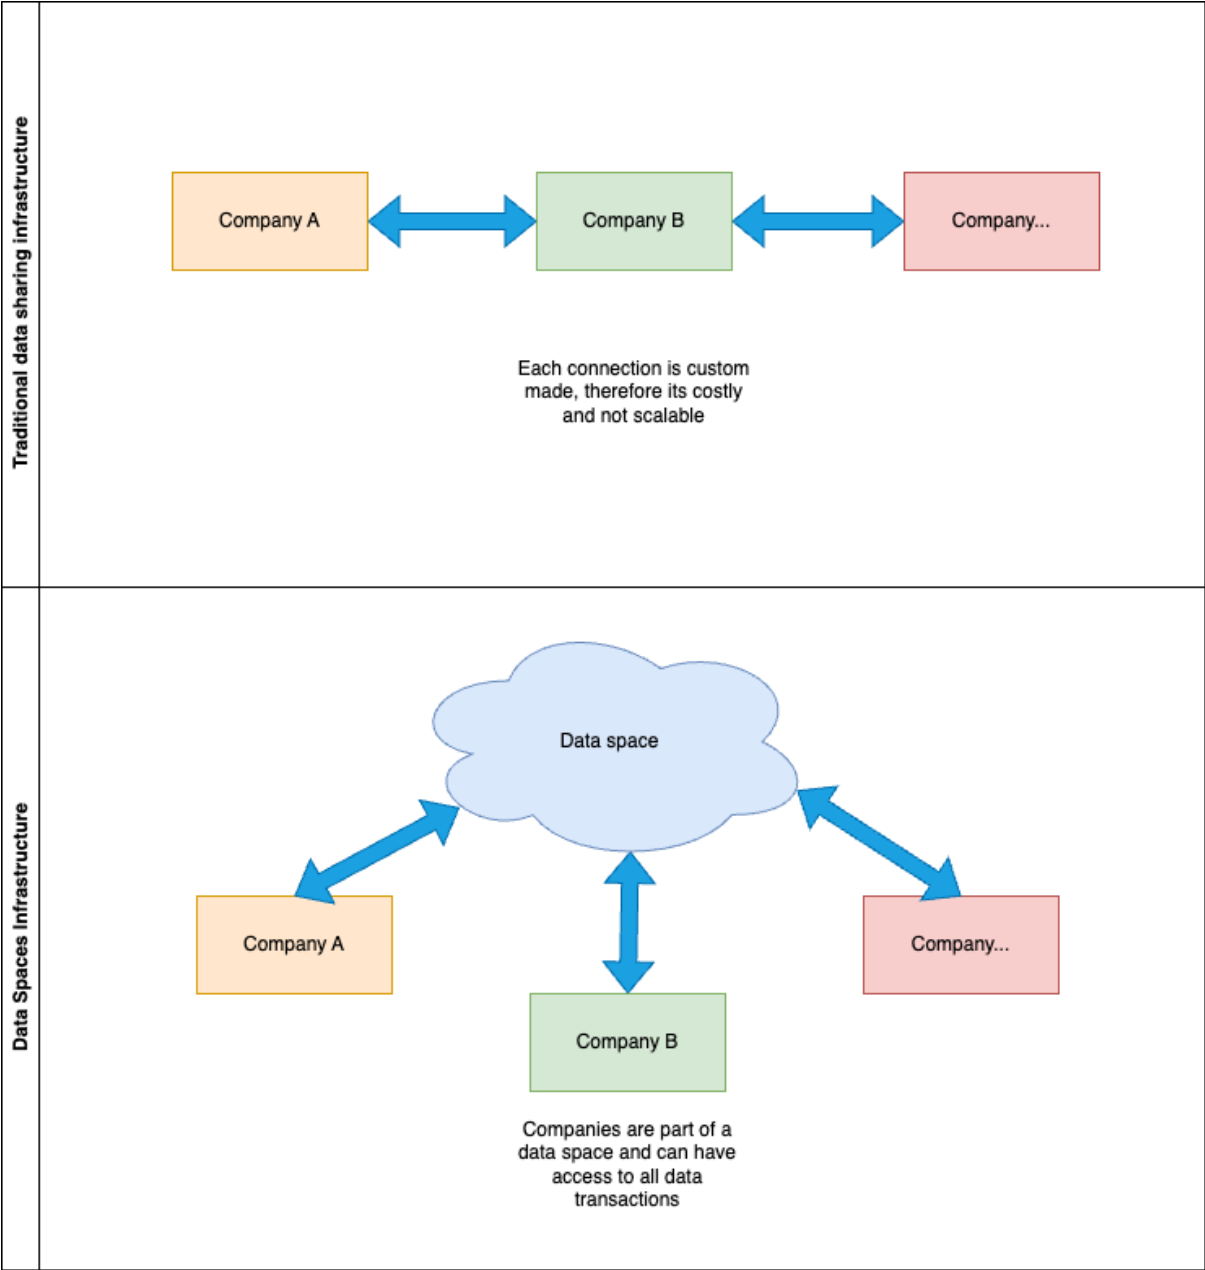 Traditional data sharing infrastructure
Company A
Company B
Company...
Each connection is custom
made, therefore its costly
and not scalable
Data Spaces Infrastructure
Data space
Company A
Company...
Company B
Companies are part of a
data space and can have
access to all data
transactions